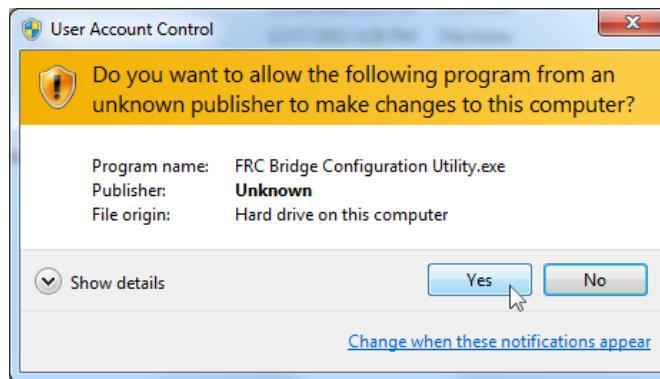 User Account Control
Do you want to allow the following program from an
unknown publisher to make changes to this computer?
Program name: FRC Bridge Configuration Utility.exe
Publisher: Unknown
File origin: Hard drive on this computer
Show details
Yes No
Change when these notifications appear